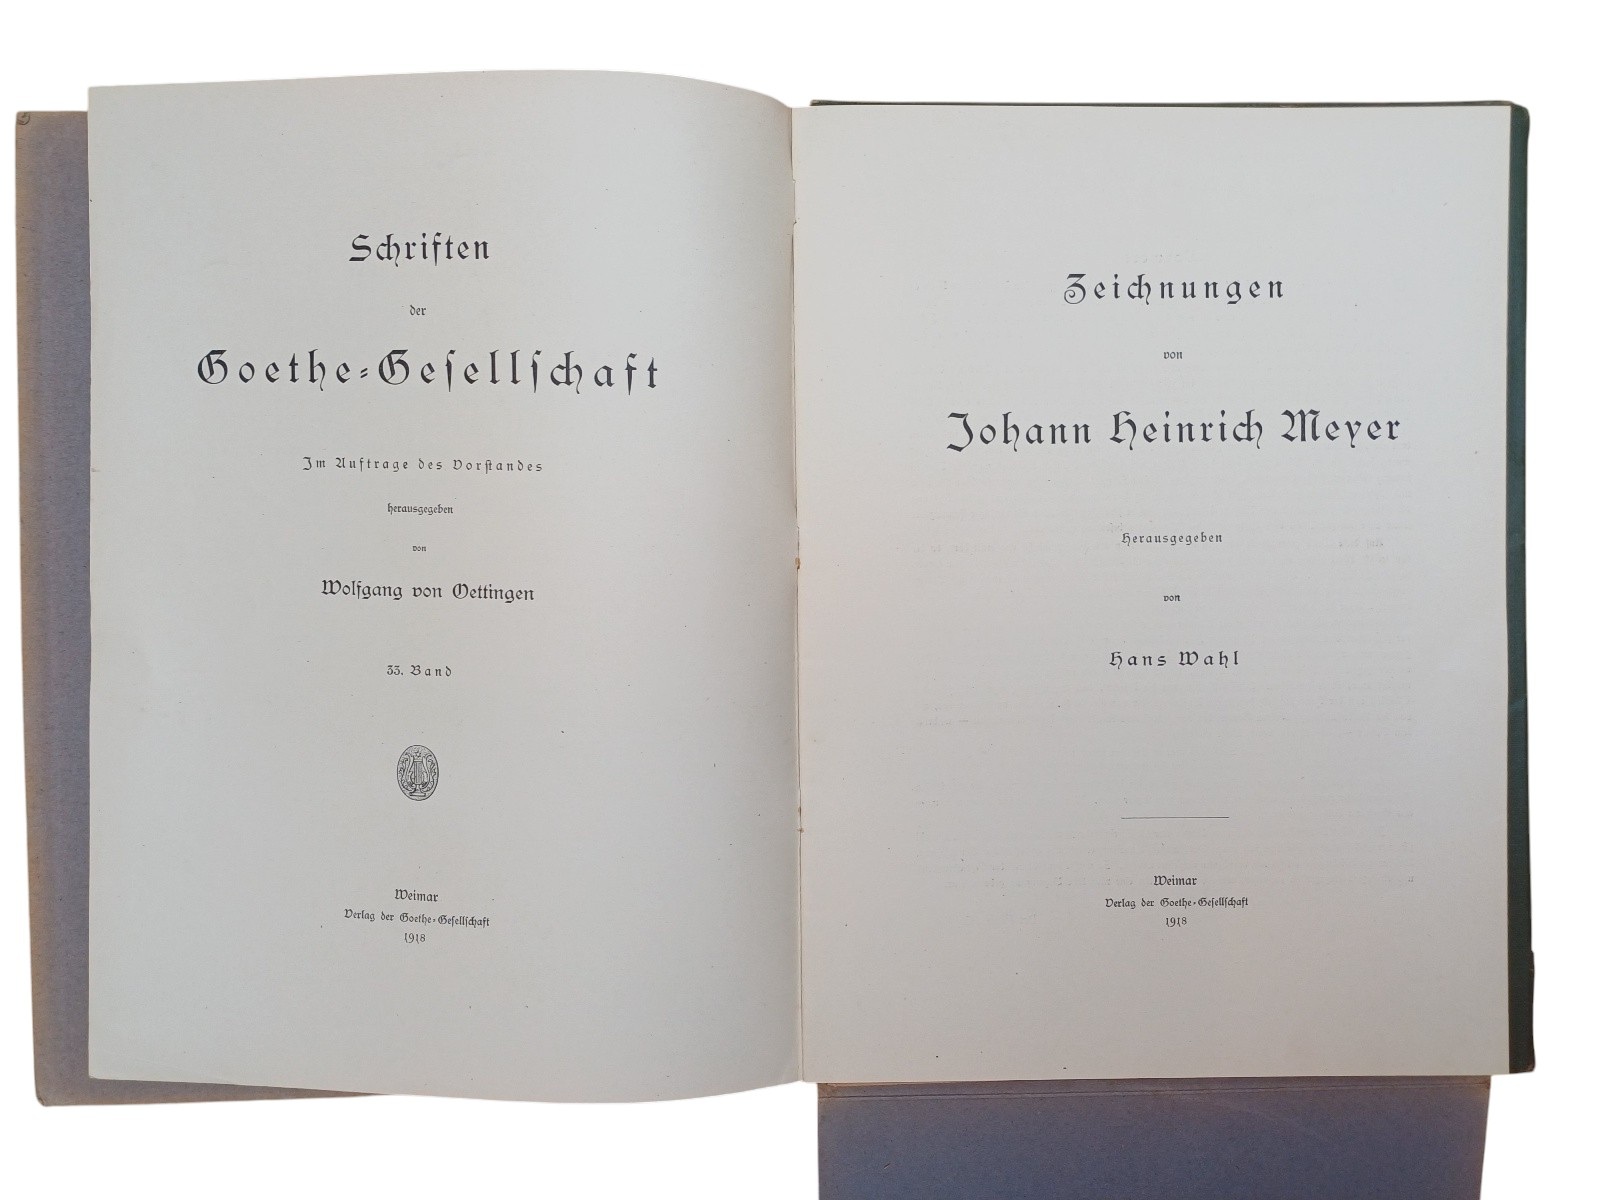 Schriften
der
Goethe-Gesellschaft
Im Auftrage des Vorstandes
herausgegeben
von
Wolfgang von Oettingen
33. Band
Weimar
Verlag der Goethe-Gesellschaft
1918
Zeichnungen
von
Johann Heinrich Meyer
Herausgegeben
von
Hans Wahl
Weimar
Verlag der Goethe-Gesellschaft
1918